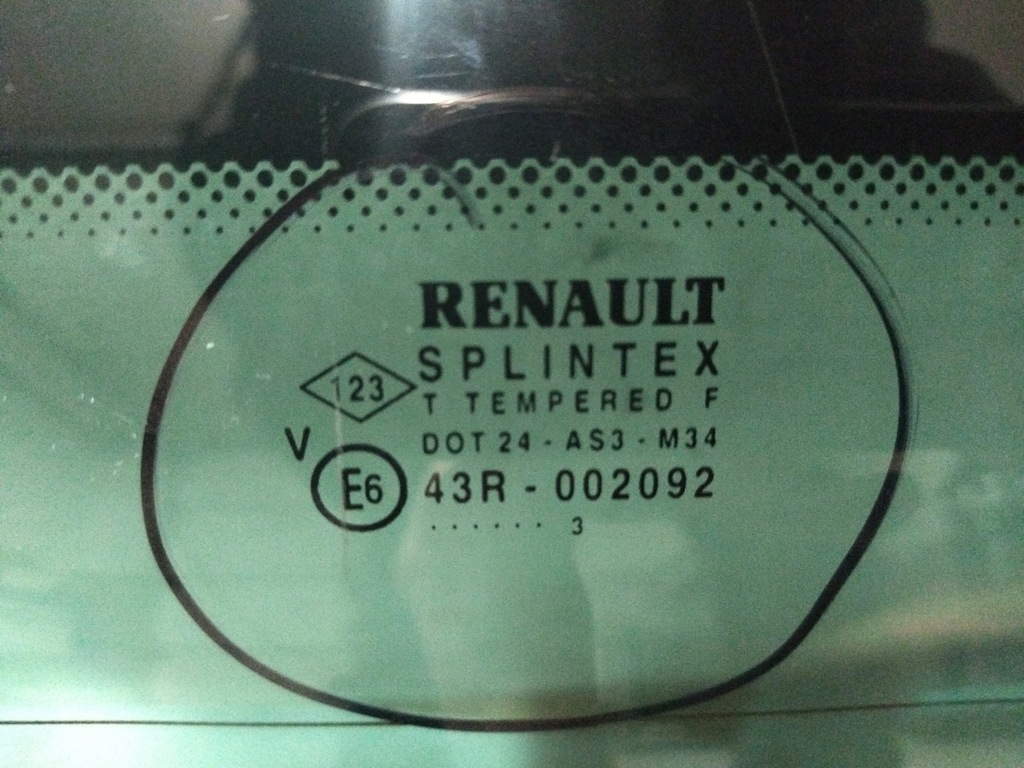 RENAULT
123 SPLINTEX
T TEMPERED F
V DOT 24 - AS3 - M34
E6 43R - 002092
...... 3